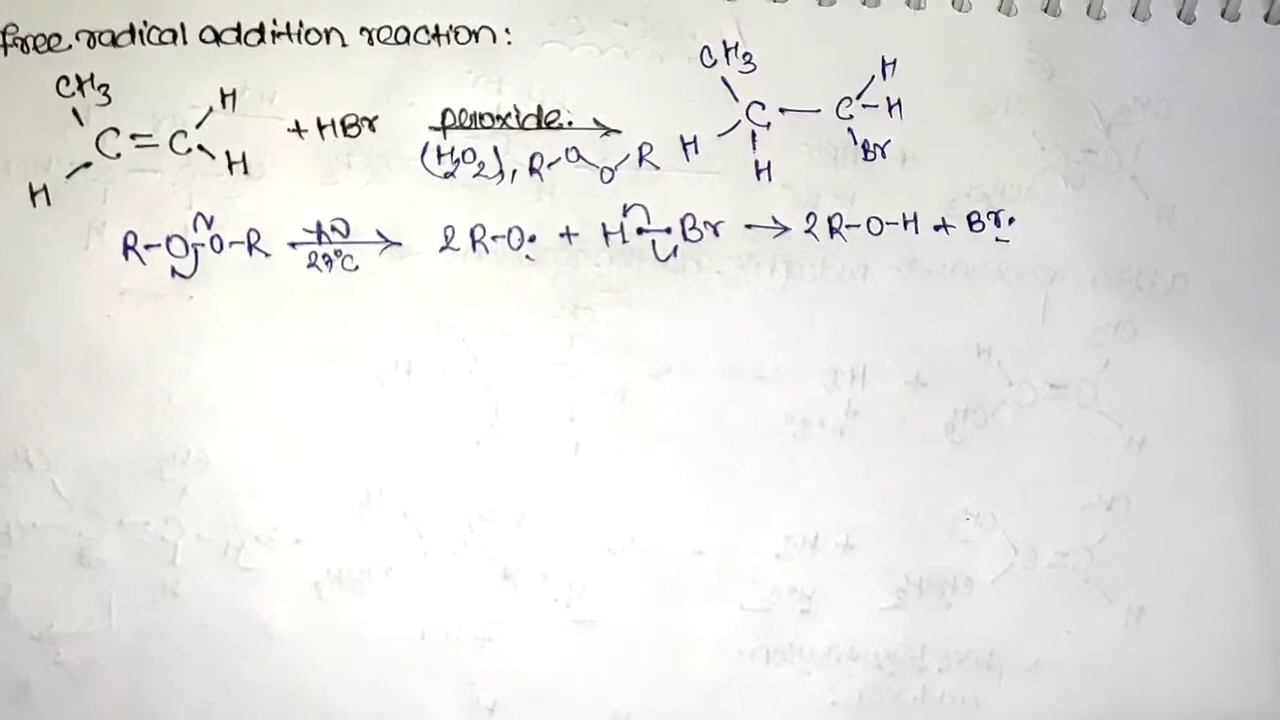 free radical addition reaction:
CH3 C=C H H H + HBr peroxide: (H2O2), R-O-O-R CH3 H C — C H -H Br H
R-O-O-R hν 27°C 2R-O• + H-Br → 2R-O-H + Br•